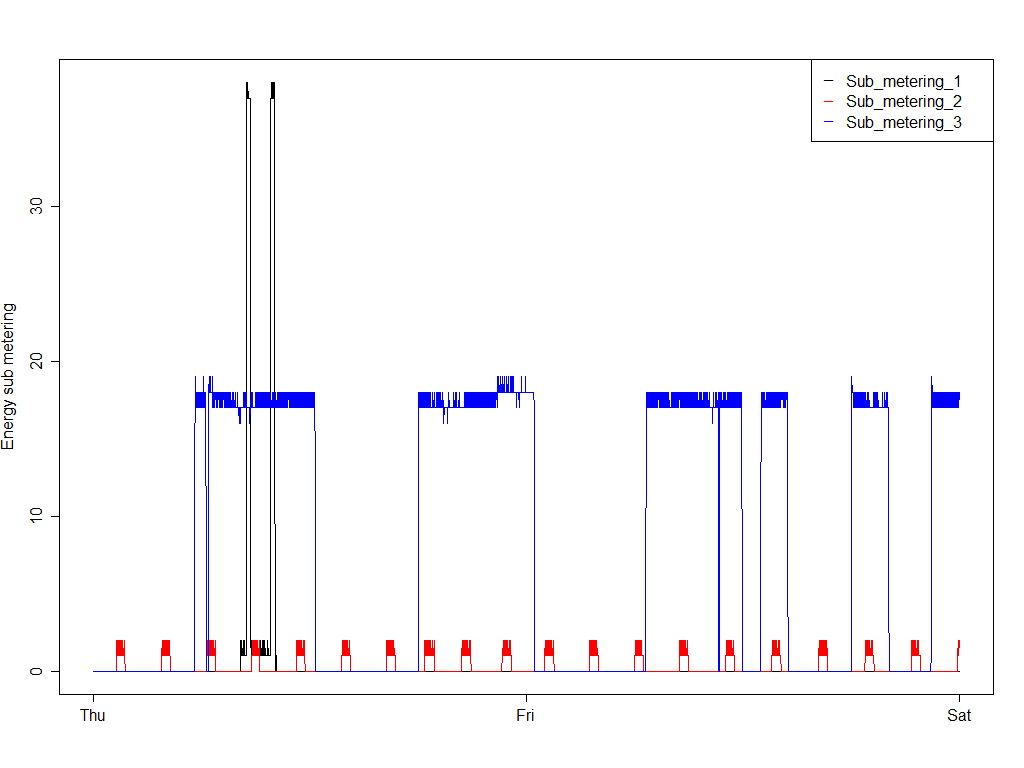 Sub_metering_1
Sub_metering_2
Sub_metering_3
Energy sub metering
30
20
10
0
Thu Fri Sat